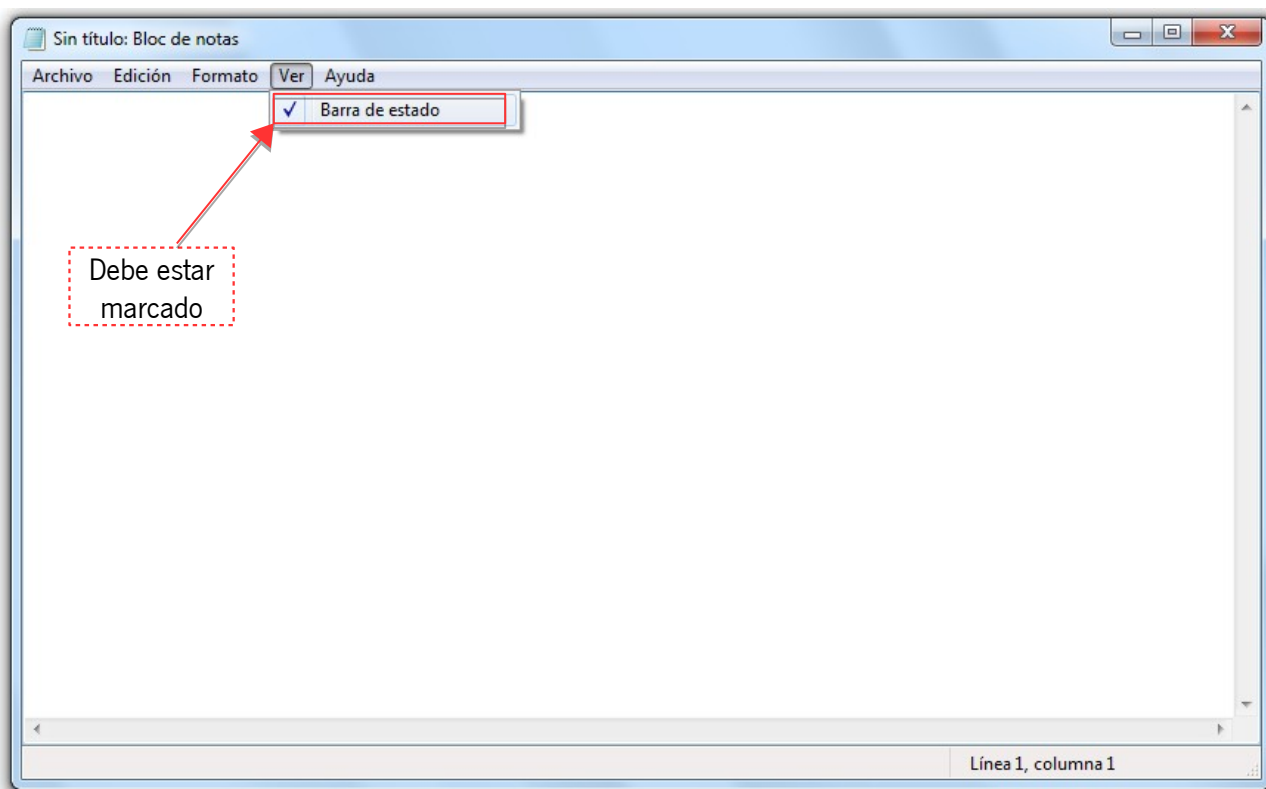 Sin título: Bloc de notas
Archivo Edición Formato Ver Ayuda
Barra de estado
Debe estar
marcado
Línea 1, columna 1